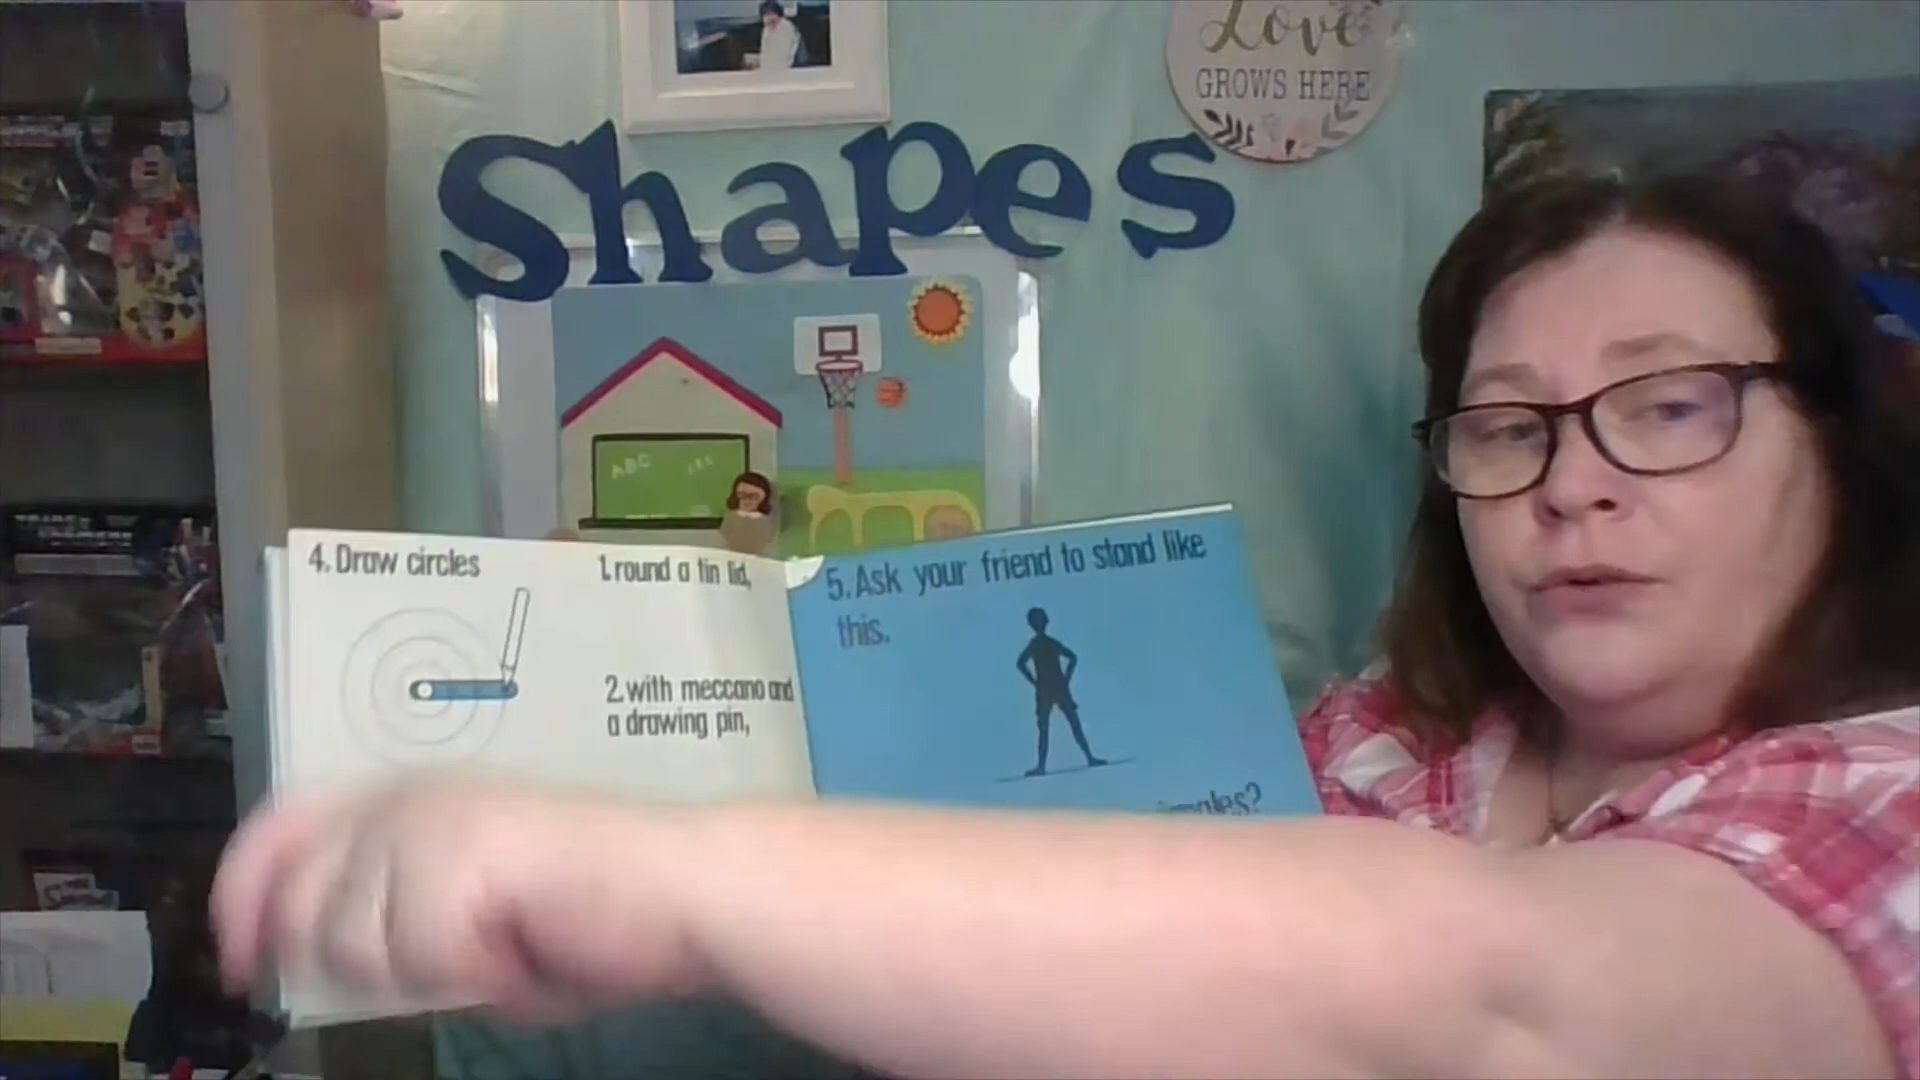 Love
GROWS HERE
Shapes
ABC
4. Draw circles
1. round a tin lid,
2. with meccano and
a drawing pin,
5. Ask your friend to stand like
this.